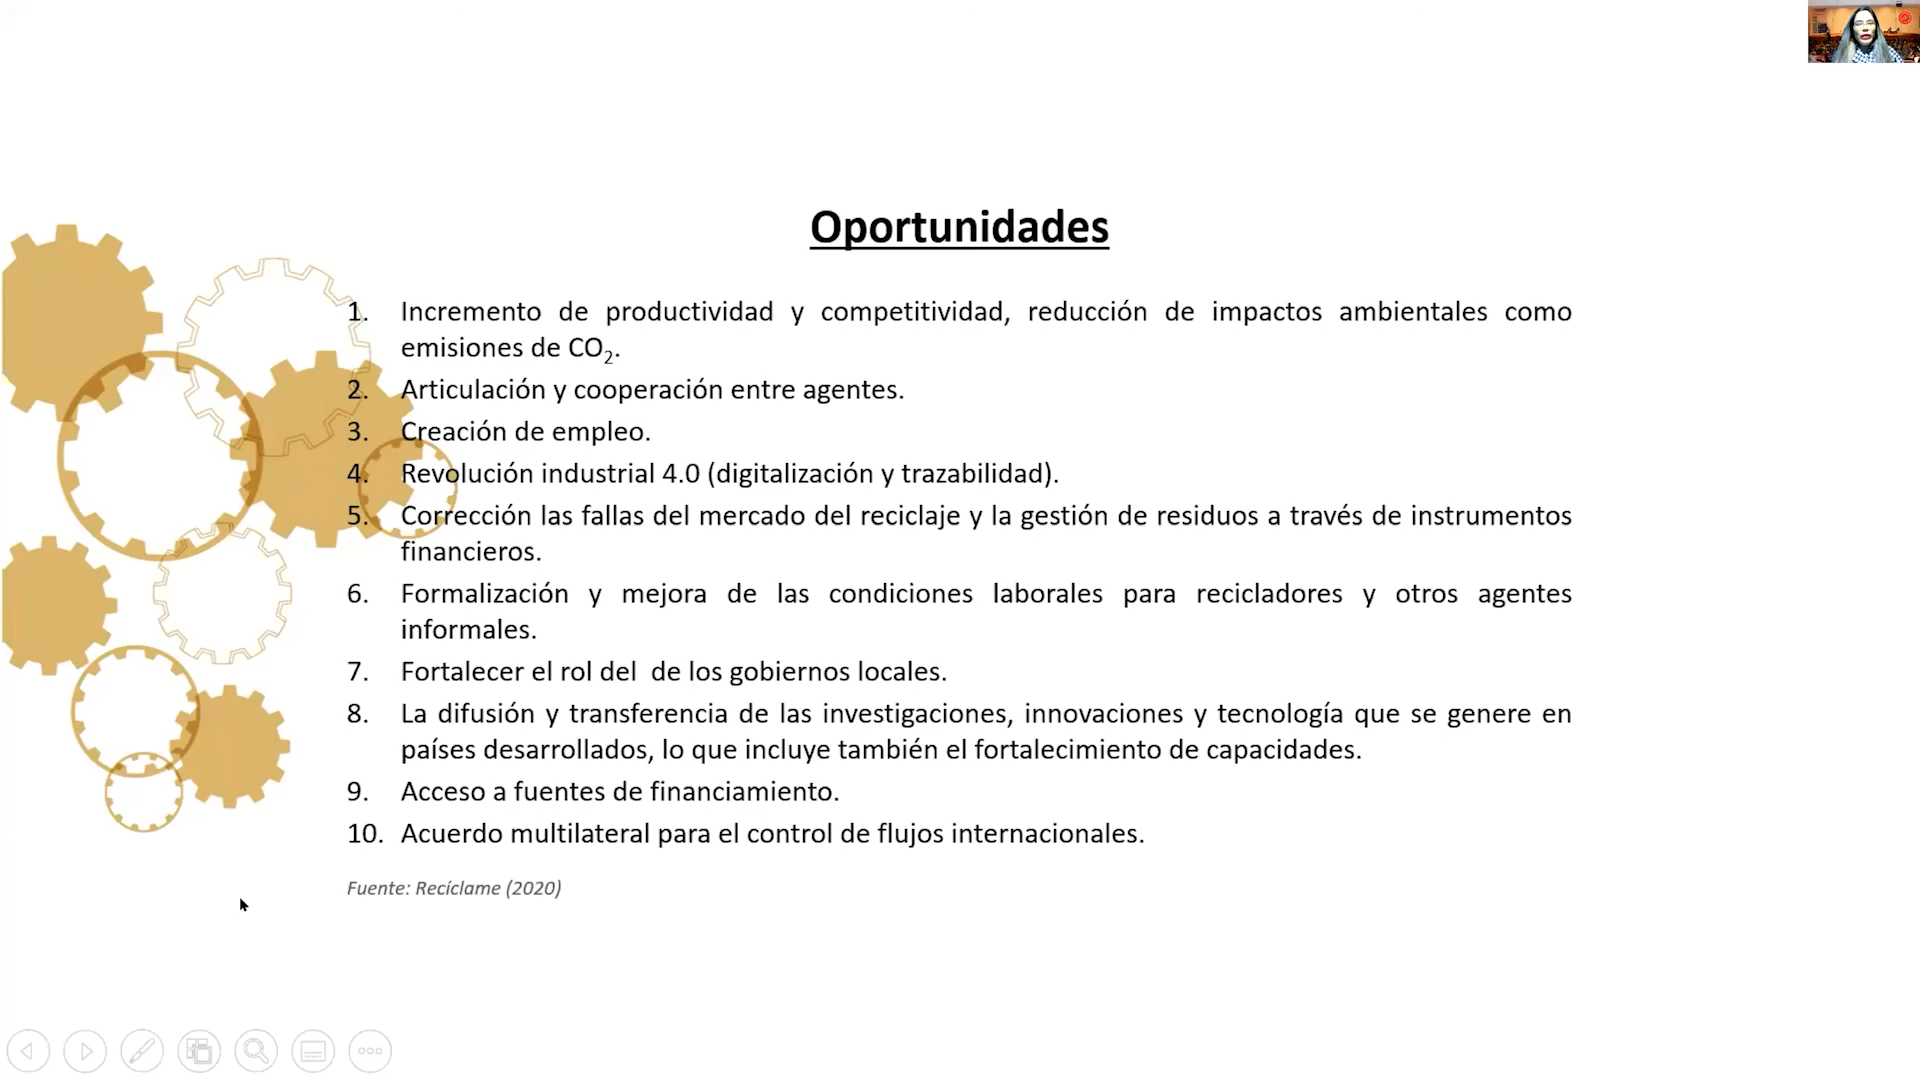 Oportunidades
1. Incremento de productividad y competitividad, reducción de impactos ambientales como
emisiones de CO₂.
2. Articulación y cooperación entre agentes.
3. Creación de empleo.
4. Revolución industrial 4.0 (digitalización y trazabilidad).
5. Corrección las fallas del mercado del reciclaje y la gestión de residuos a través de instrumentos
financieros.
6. Formalización y mejora de las condiciones laborales para recicladores y otros agentes
informales.
7. Fortalecer el rol del  de los gobiernos locales.
8. La difusión y transferencia de las investigaciones, innovaciones y tecnología que se genere en
países desarrollados, lo que incluye también el fortalecimiento de capacidades.
9. Acceso a fuentes de financiamiento.
10. Acuerdo multilateral para el control de flujos internacionales.
Fuente: Recíclame (2020)